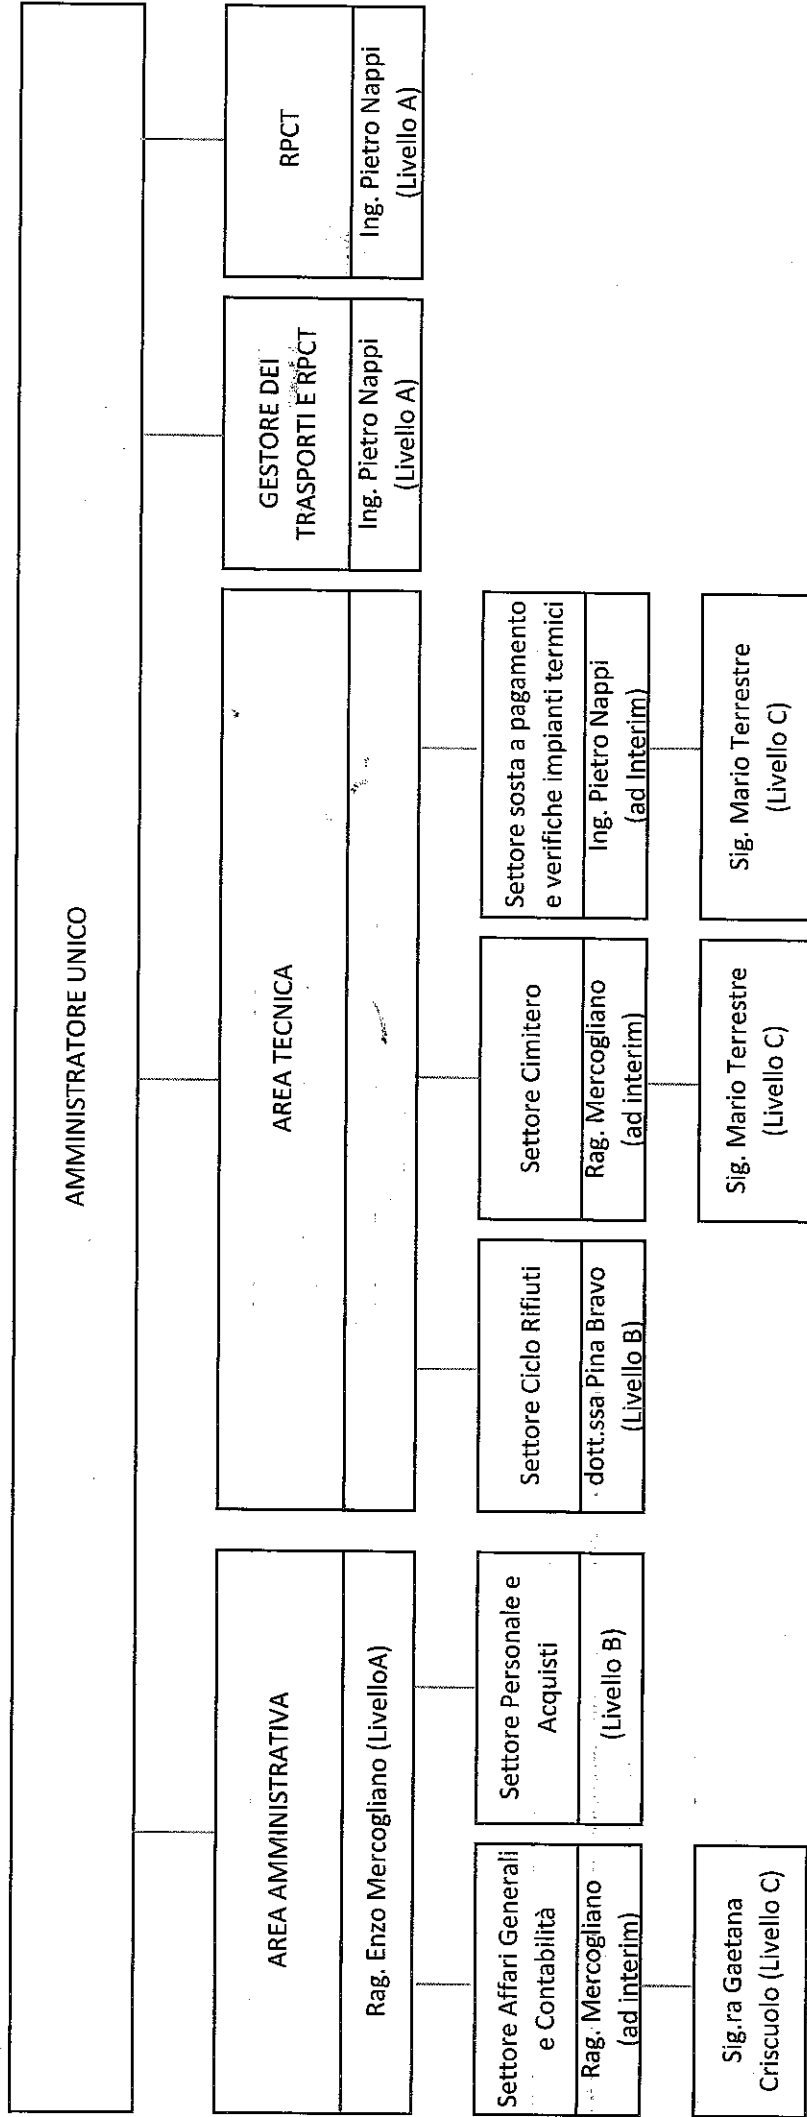 AMMINISTRATORE UNICO
AREA AMMINISTRATIVA
Rag. Enzo Mercogliano (LivelloA)
Settore Affari Generali
e Contabilità
Rag. Mercogliano
(ad interim)
Sig.ra Gaetana
Criscuolo (Livello C)
Settore Personale e
Acquisti
(Livello B)
AREA TECNICA
Settore Ciclo Rifiuti
dott.ssa Pina Bravo
(Livello B)
Settore Cimitero
Rag. Mercogliano
(ad interim)
Sig. Mario Terrestre
(Livello C)
Settore sosta a pagamento
e verifiche impianti termici
Ing. Pietro Nappi
(ad Interim)
Sig. Mario Terrestre
(Livello C)
GESTORE DEI
TRASPORTI E RPCT
Ing. Pietro Nappi
(Livello A)
RPCT
Ing. Pietro Nappi
(Livello A)